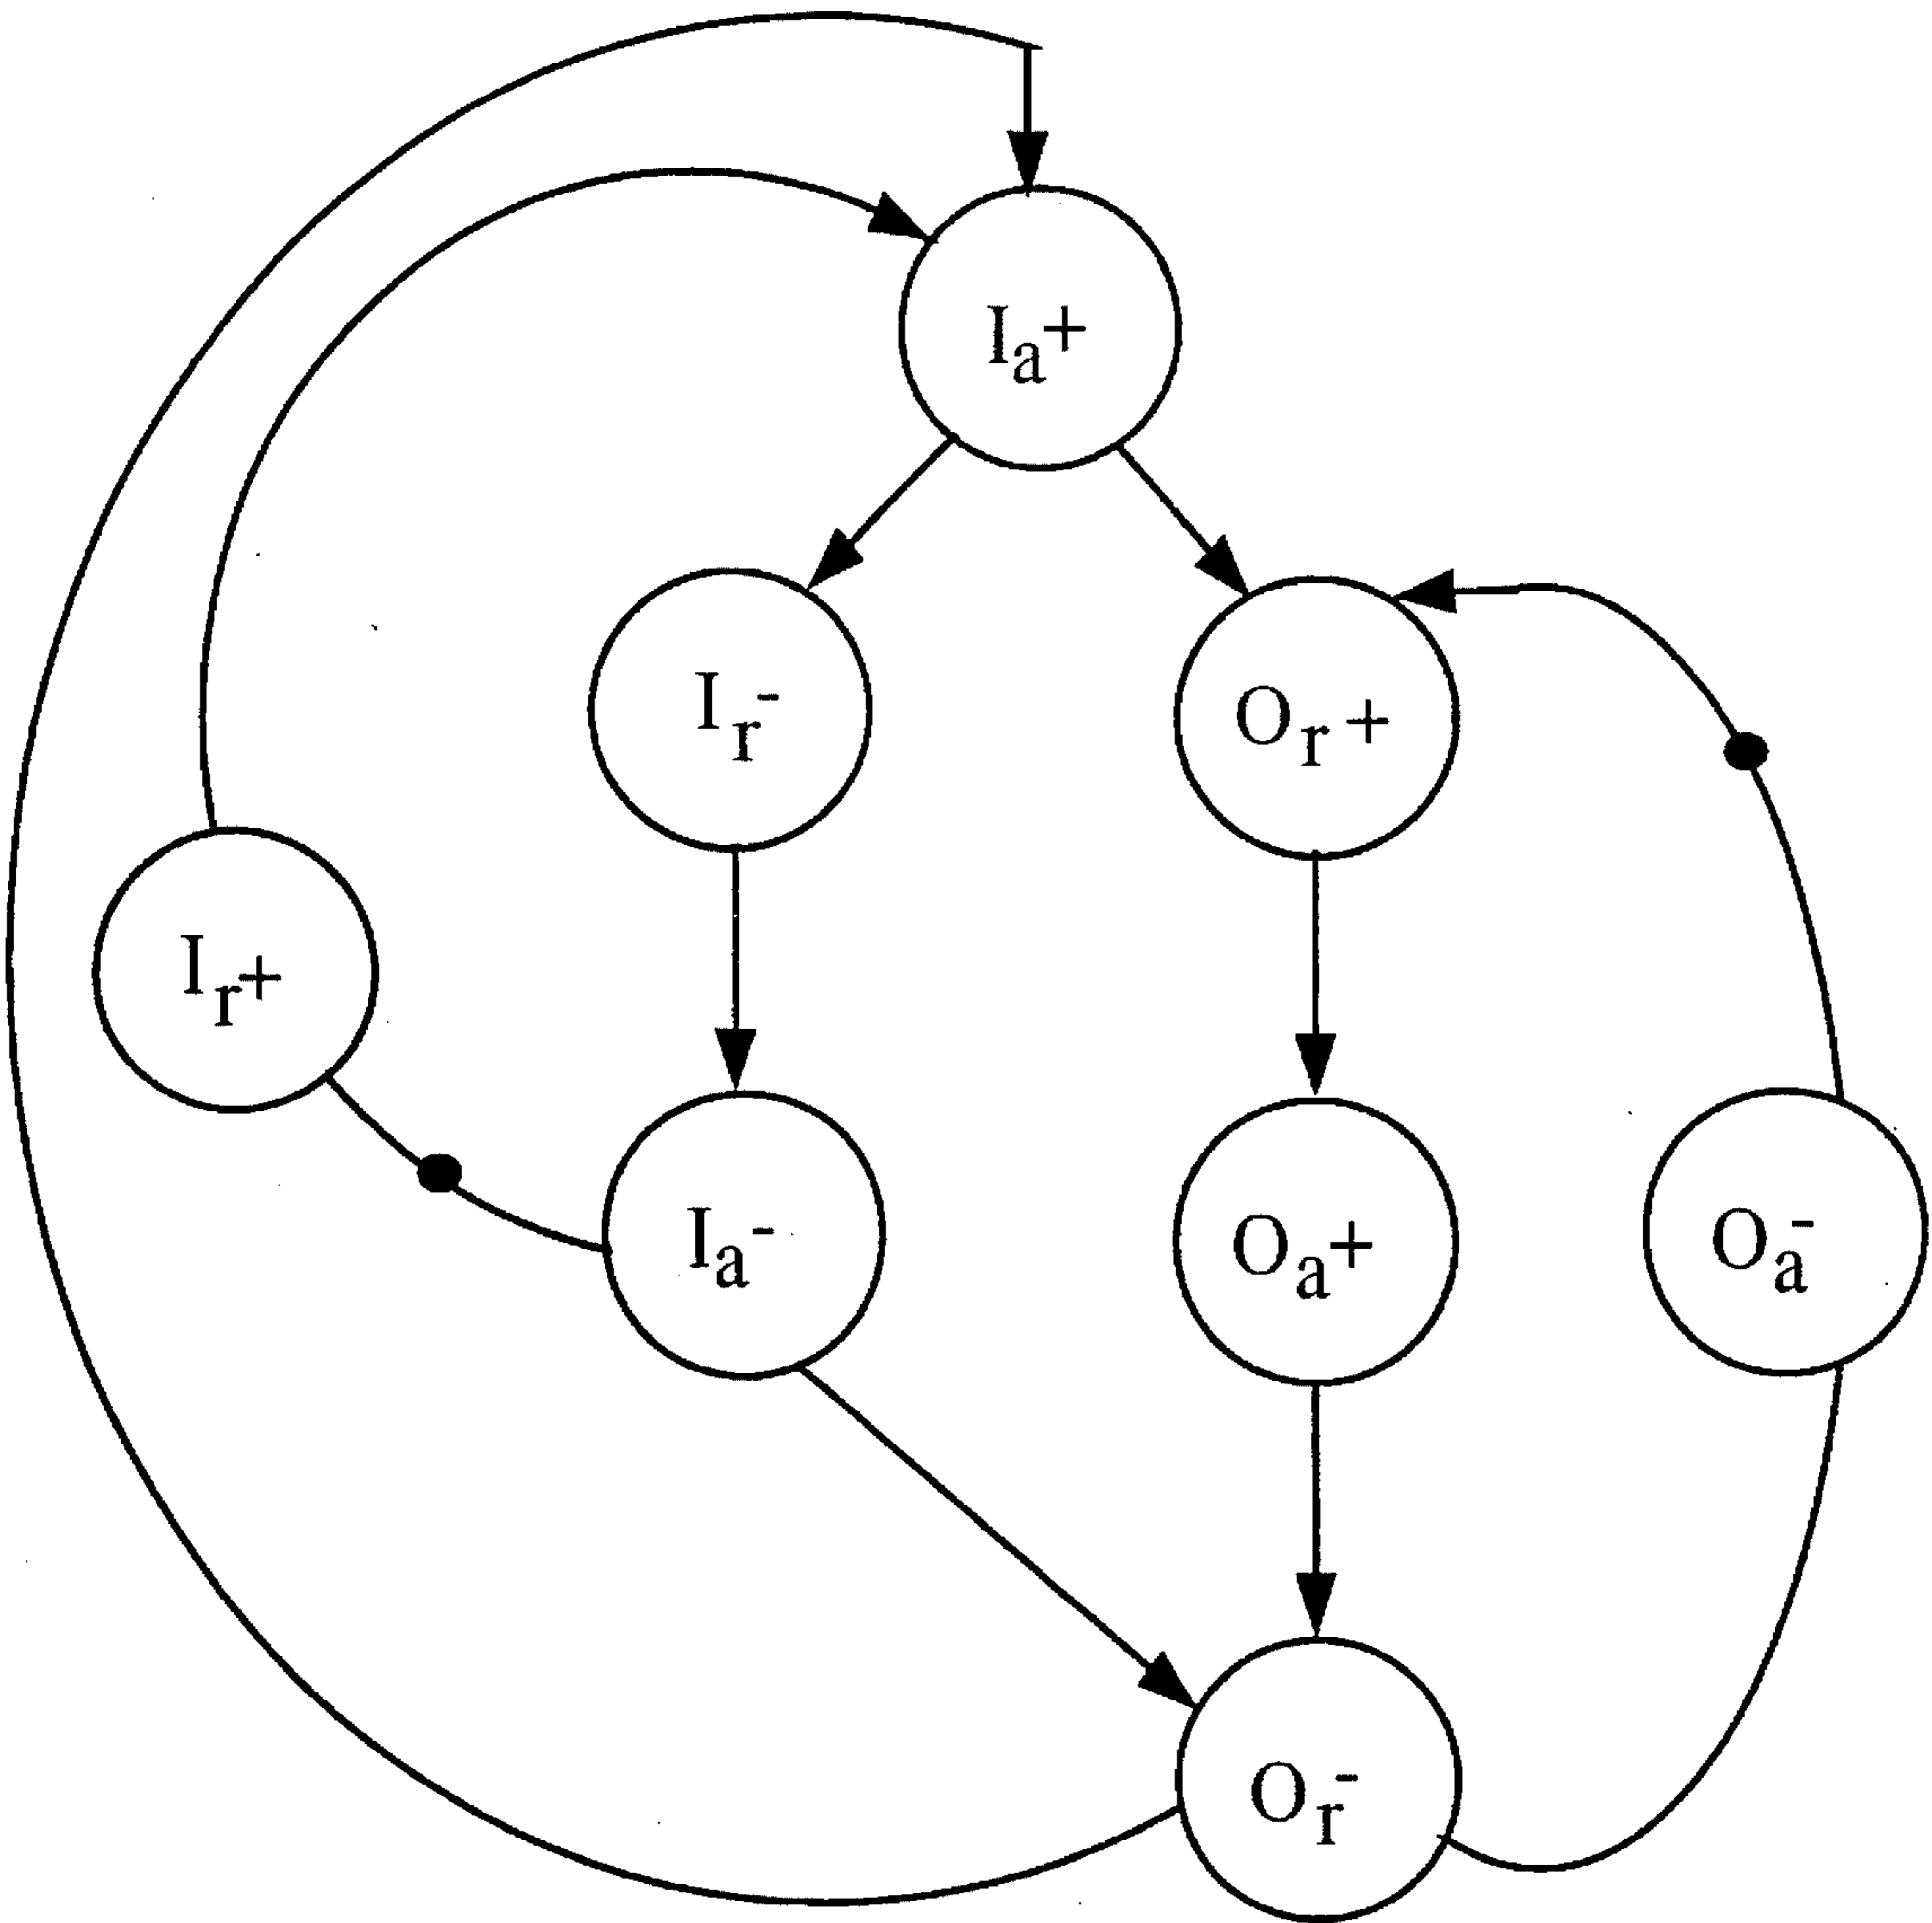 Ia+
Ir-
Or+
Ir+
Ia-
Oa+
Oa-
Or-